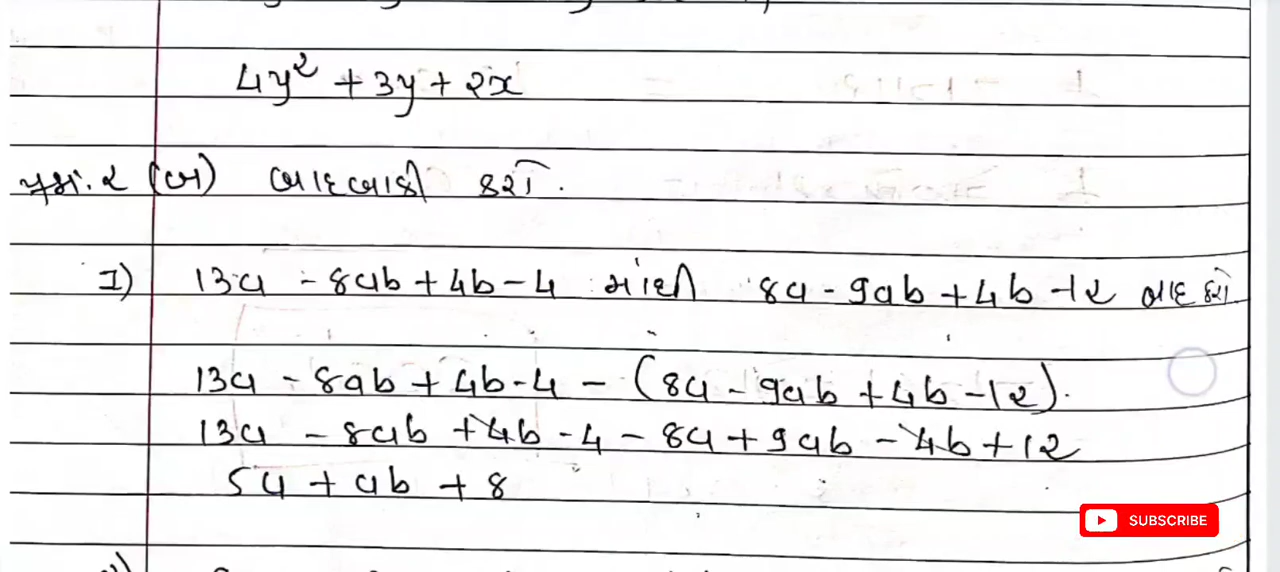 4y² + 3y + 2x
પ્રશ્ન. ૨ (બ) બાદબાકી કરો.
I) 13a - 8ab + 4b - 4 માંથી 8a - 9ab + 4b - 12 બાદ કરો
13a - 8ab + 4b - 4 - (8a - 9ab + 4b - 12).
13a - 8ab + 4b - 4 - 8a + 9ab - 4b + 12
5a + ab + 8
SUBSCRIBE